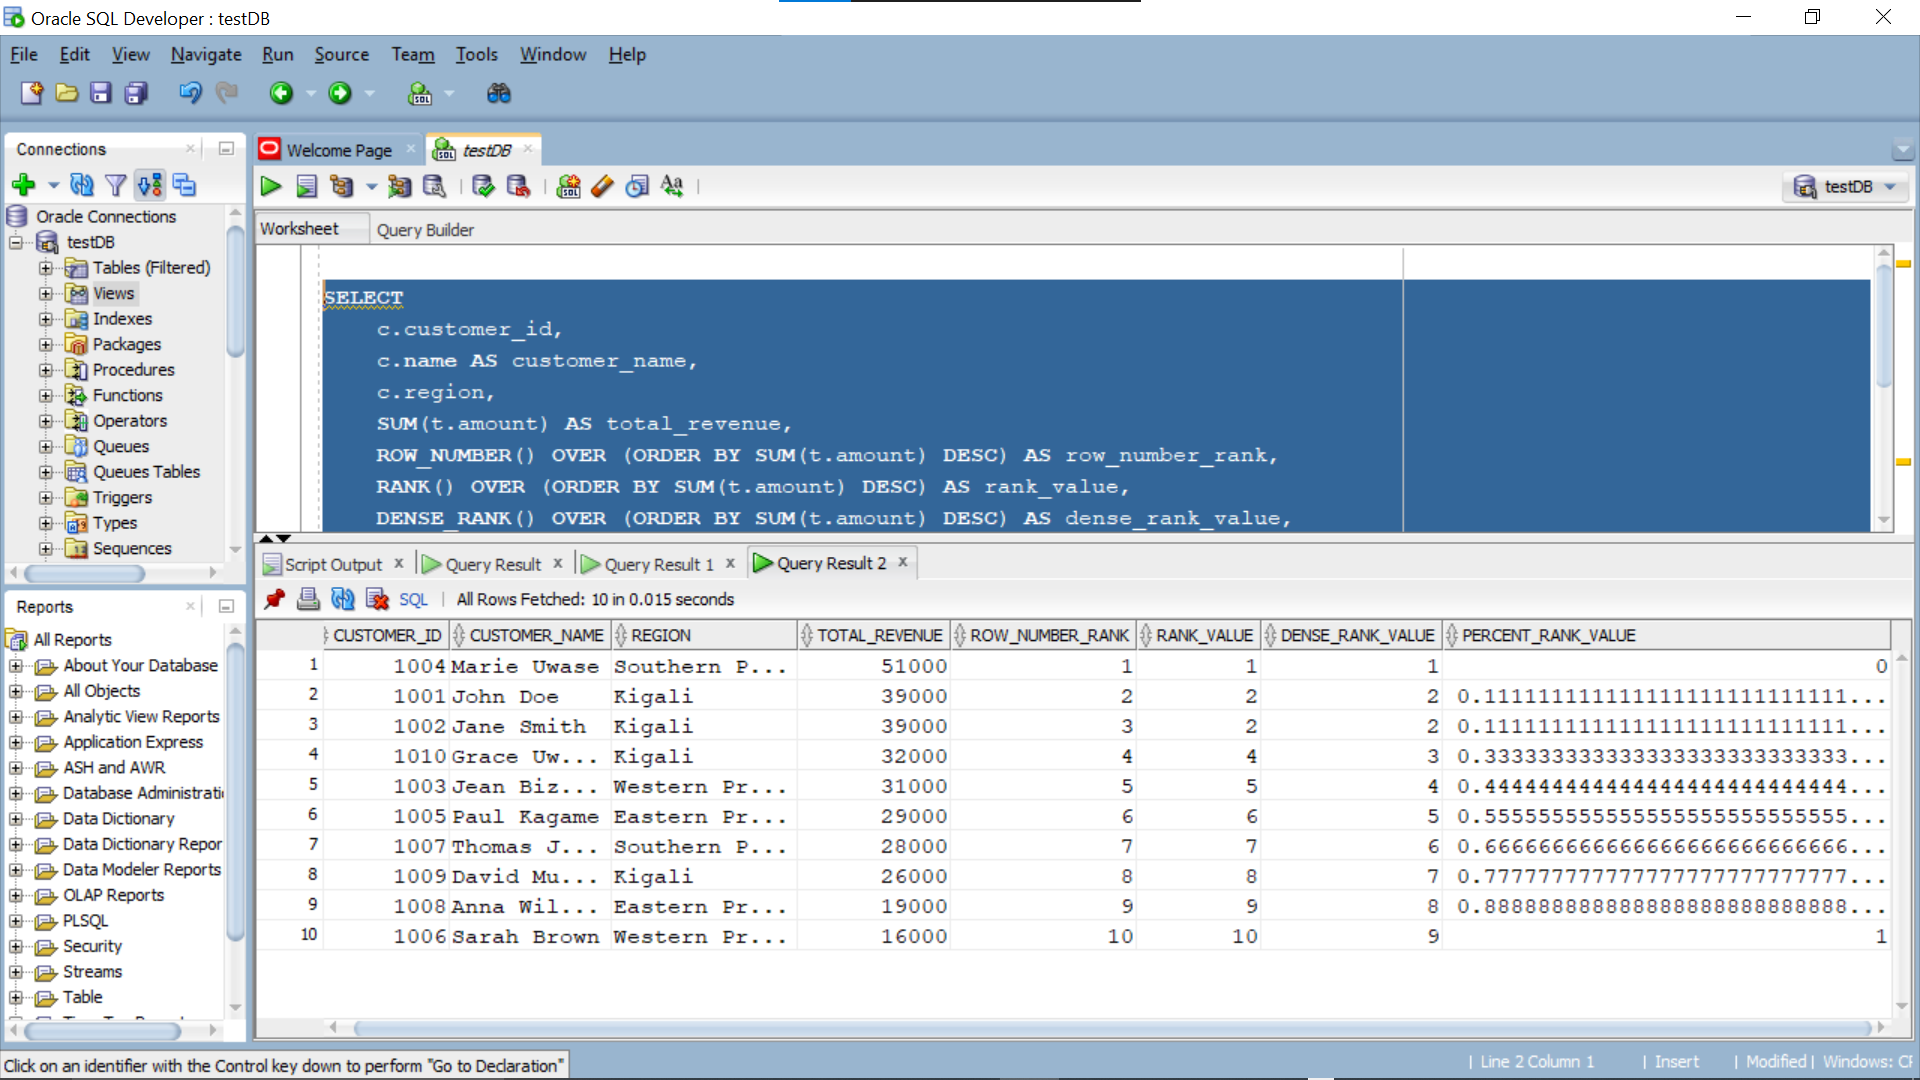 Oracle SQL Developer : testDB
File Edit View Navigate Run Source Team Tools Window Help
Connections
Oracle Connections
testDB
Tables (Filtered)
Views
Indexes
Packages
Procedures
Functions
Operators
Queues
Queues Tables
Triggers
Types
Sequences
Reports
All Reports
About Your Database
All Objects
Analytic View Reports
Application Express
ASH and AWR
Database Administrati
Data Dictionary
Data Dictionary Repor
Data Modeler Reports
OLAP Reports
PLSQL
Security
Streams
Table
Welcome Page testDB
testDB
Worksheet Query Builder
SELECT
c.customer_id,
c.name AS customer_name,
c.region,
SUM(t.amount) AS total_revenue,
ROW_NUMBER() OVER (ORDER BY SUM(t.amount) DESC) AS row_number_rank,
RANK() OVER (ORDER BY SUM(t.amount) DESC) AS rank_value,
DENSE_RANK() OVER (ORDER BY SUM(t.amount) DESC) AS dense_rank_value,
Script Output x Query Result x Query Result 1 x Query Result 2 x
SQL | All Rows Fetched: 10 in 0.015 seconds
CUSTOMER_ID CUSTOMER_NAME REGION TOTAL_REVENUE ROW_NUMBER_RANK RANK_VALUE DENSE_RANK_VALUE PERCENT_RANK_VALUE
1 1004 Marie Uwase Southern P... 51000 1 1 1 0
2 1001 John Doe Kigali 39000 2 2 2 0.11111111111111111111111111111...
3 1002 Jane Smith Kigali 39000 3 2 2 0.11111111111111111111111111111...
4 1010 Grace Uw... Kigali 32000 4 4 3 0.33333333333333333333333333333...
5 1003 Jean Biz... Western Pr... 31000 5 5 4 0.44444444444444444444444444444...
6 1005 Paul Kagame Eastern Pr... 29000 6 6 5 0.55555555555555555555555555555...
7 1007 Thomas J... Southern P... 28000 7 7 6 0.66666666666666666666666666666...
8 1009 David Mu... Kigali 26000 8 8 7 0.77777777777777777777777777777...
9 1008 Anna Wil... Eastern Pr... 19000 9 9 8 0.88888888888888888888888888888...
10 1006 Sarah Brown Western Pr... 16000 10 10 9 1
Click on an identifier with the Control key down to perform "Go to Declaration"
| Line 2 Column 1 | Insert | Modified | Windows: CF